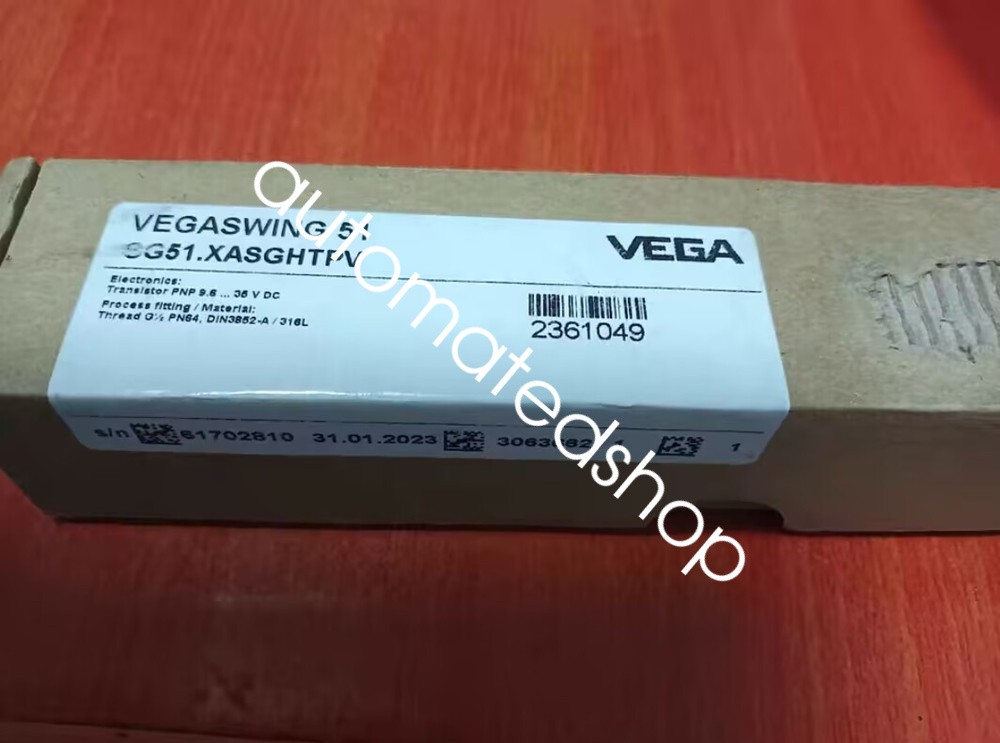 VEGASWING 51
SG51.XASGHTPV
VEGA
Electronics:
Transistor PNP 9.6 ... 35 V DC
Process fitting / Material:
Thread G½ PN64, DIN3852-A / 316L
2361049
s/n 61702810 31.01.2023 1
automatedshop